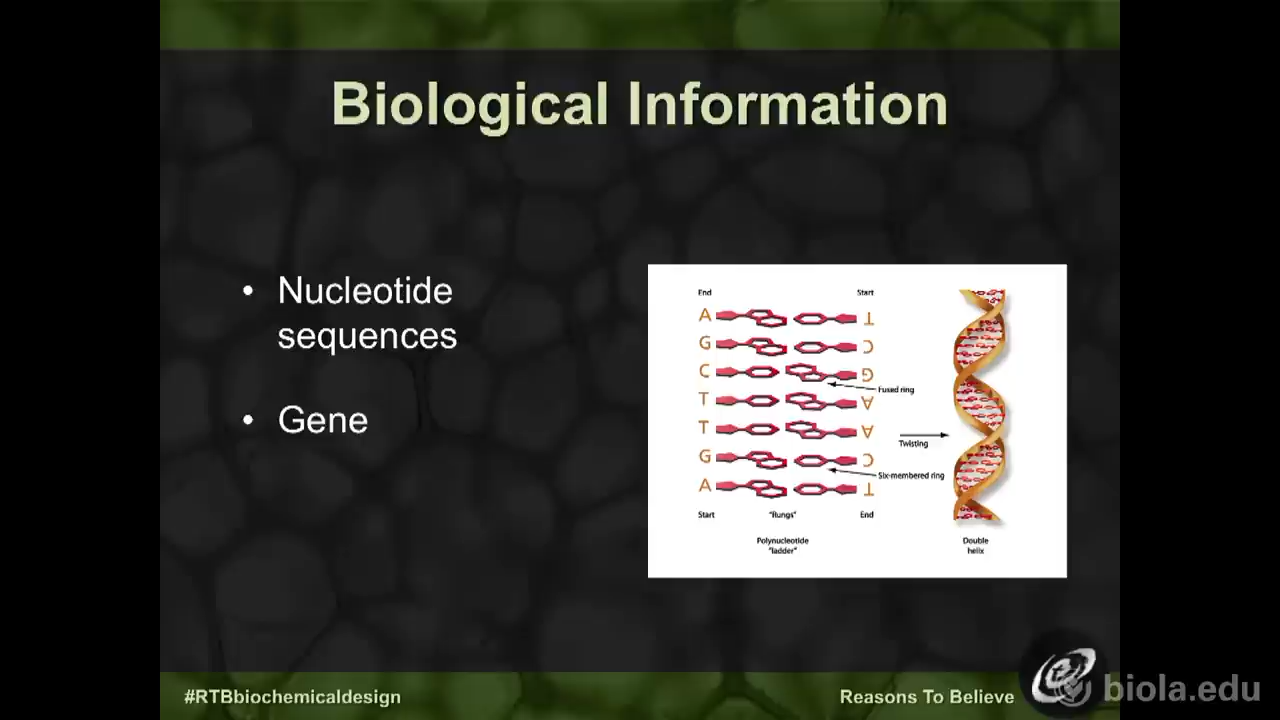 Biological Information
• Nucleotide
sequences
• Gene
End Start
A T
G C
C G
Fused ring
T A
T A
Twisting
G C
Six-membered ring
A T
Start "Rungs" End
Polynucleotide
"ladder"
Double
helix
#RTBbiochemicaldesign
Reasons To Believe
biola.edu